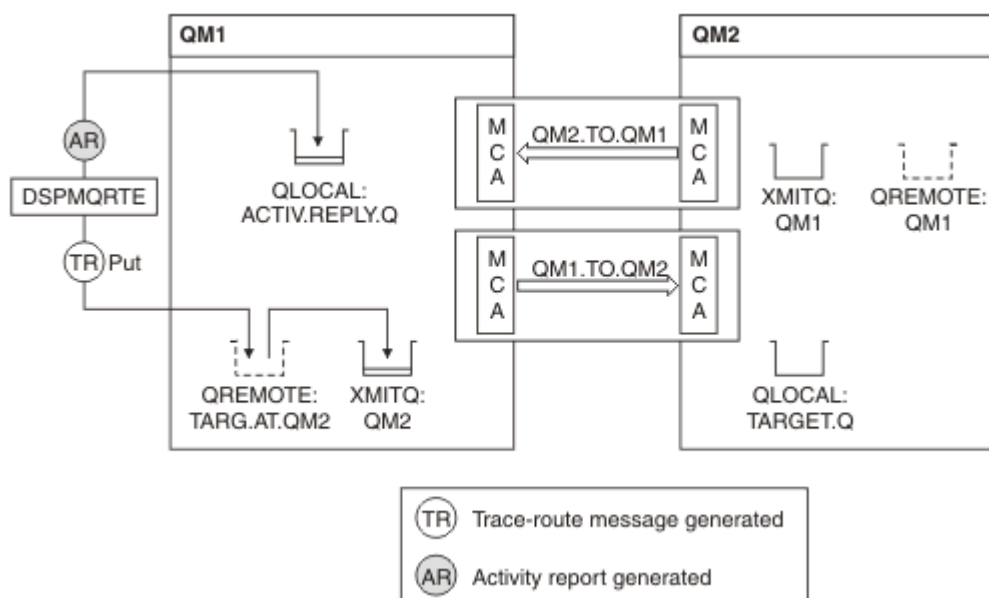 QM1
QM2
AR
DSPMQRTE
TR Put
QLOCAL:
ACTIV.REPLY.Q
QREMOTE:
TARG.AT.QM2
XMITQ:
QM2
M
C
A
QM2.TO.QM1
M
C
A
M
C
A
QM1.TO.QM2
M
C
A
XMITQ:
QM1
QREMOTE:
QM1
QLOCAL:
TARGET.Q
TR Trace-route message generated
AR Activity report generated